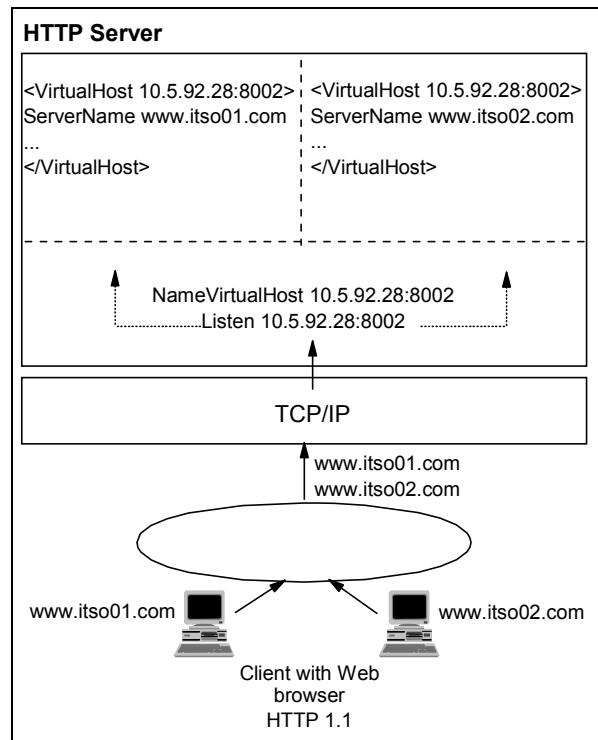 HTTP Server
<VirtualHost 10.5.92.28:8002>
ServerName www.itso01.com
...
</VirtualHost>
<VirtualHost 10.5.92.28:8002>
ServerName www.itso02.com
...
</VirtualHost>
NameVirtualHost 10.5.92.28:8002
Listen 10.5.92.28:8002
TCP/IP
www.itso01.com
www.itso02.com
www.itso01.com
www.itso02.com
Client with Web
browser
HTTP 1.1